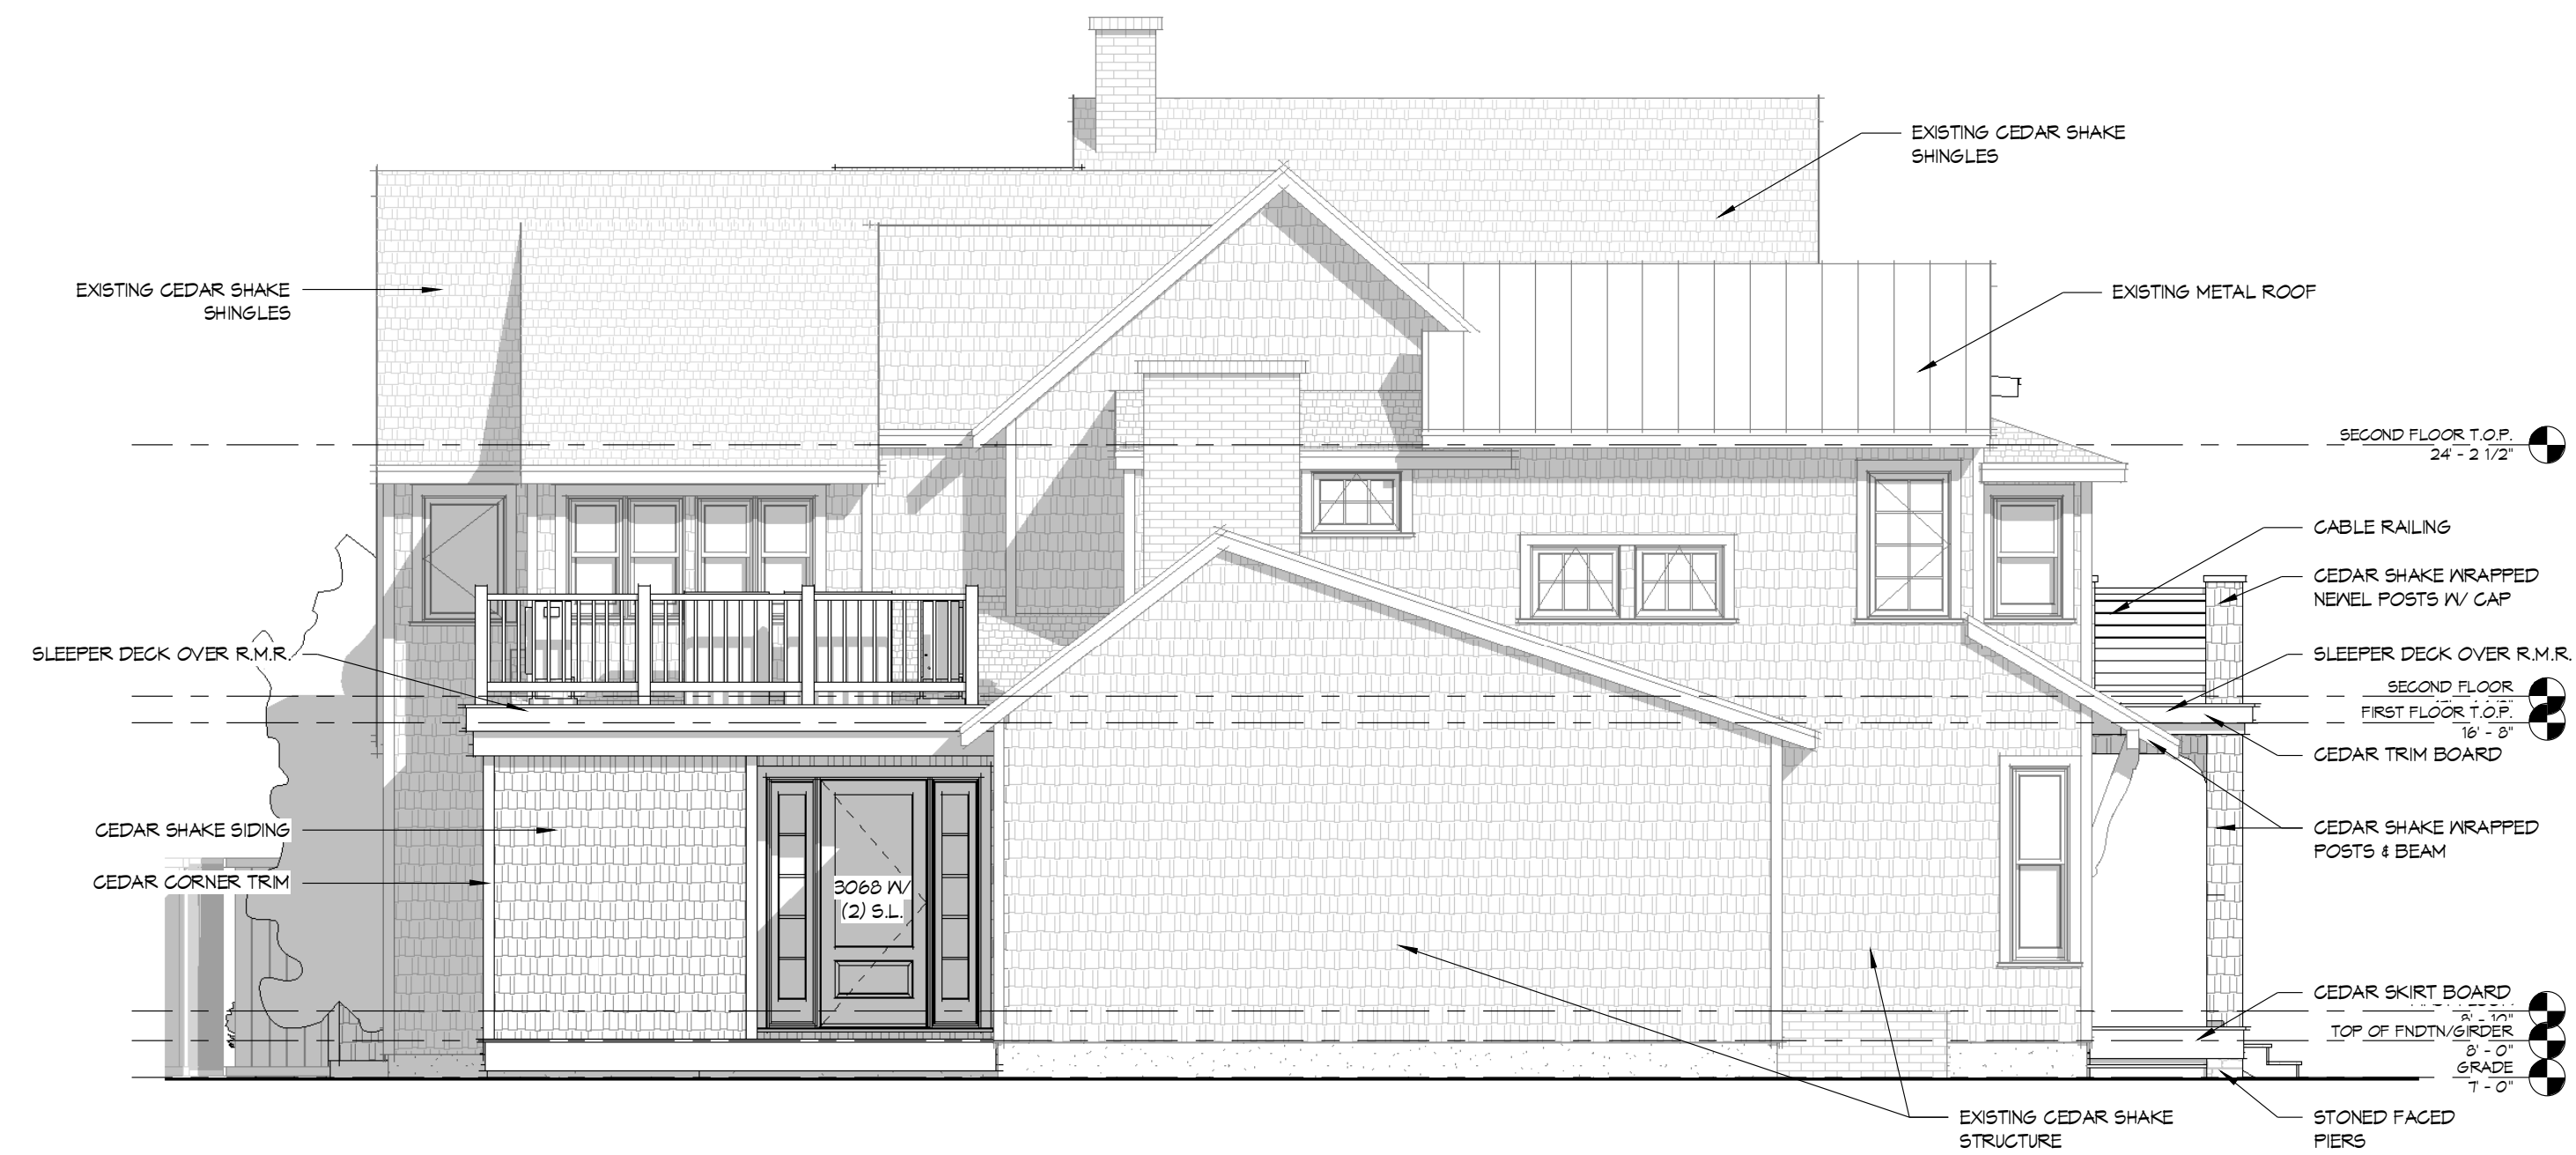 EXISTING CEDAR SHAKE
SHINGLES
EXISTING CEDAR SHAKE
SHINGLES
EXISTING METAL ROOF
SECOND FLOOR T.O.P.
24' - 2 1/2"
CABLE RAILING
CEDAR SHAKE WRAPPED
NEWEL POSTS W/ CAP
SLEEPER DECK OVER R.M.R.
SLEEPER DECK OVER R.M.R.
SECOND FLOOR
FIRST FLOOR T.O.P.
16' - 8"
CEDAR TRIM BOARD
CEDAR SHAKE SIDING
CEDAR SHAKE WRAPPED
POSTS & BEAM
CEDAR CORNER TRIM
3068 W/
(2) S.L.
CEDAR SKIRT BOARD
8' - 10"
TOP OF FNDTN/GIRDER
8' - 0"
GRADE
7' - 0"
EXISTING CEDAR SHAKE
STRUCTURE
STONED FACED
PIERS